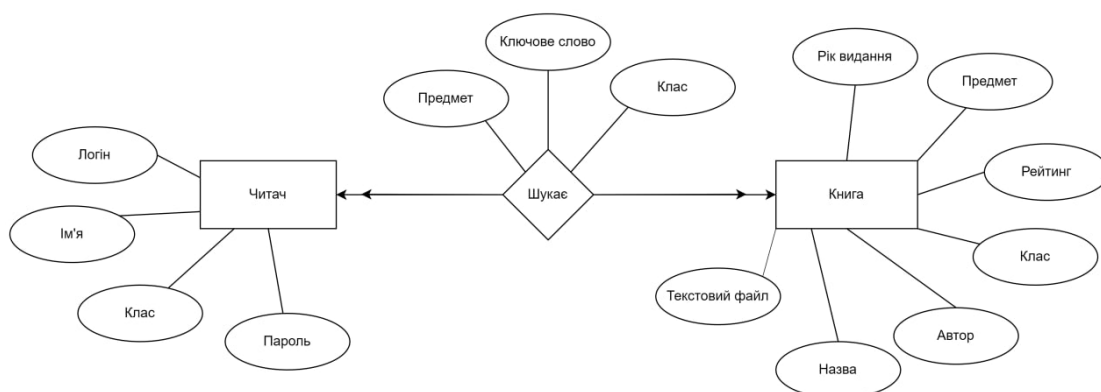 Ключове слово
Рік видання
Предмет
Клас
Предмет
Логін
Читач
Шукає
Книга
Рейтинг
Ім'я
Клас
Текстовий файл
Клас
Пароль
Автор
Назва